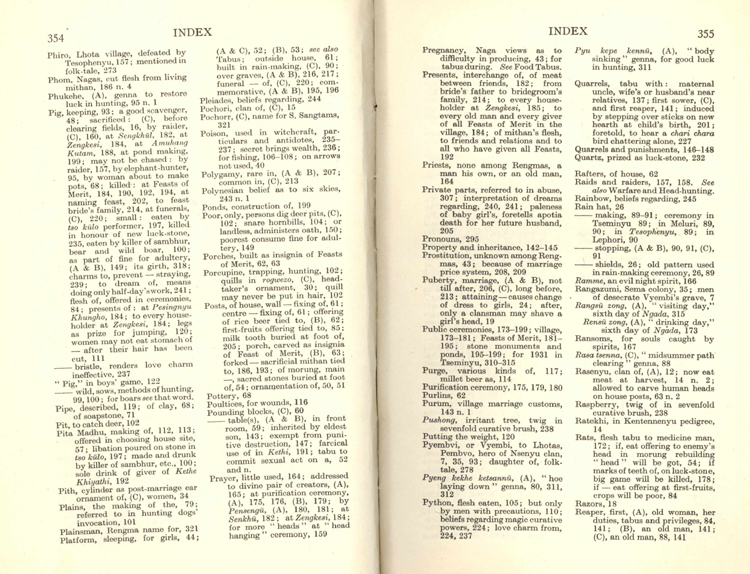 354
INDEX
Phiro, Lhota village, defeated by
Tesophenyu, 157; mentioned in
folk-tale, 273
Phom, Nagas, cut flesh from living
mithan, 186 n. 4
Phukehe, (A), genna to restore
luck in hunting, 95 n. 1
Pig, keeping, 93; a good scavenger,
48; sacrificed: (C), before
clearing fields, 16, by raider,
(C), 160, at Sengkhül, 182, at
Zengkesi, 184, at Amuhang
Kutam, 188, at pond making,
199; may not be chased: by
raider, 157, by elephant-hunter,
95, by woman about to make
pots, 68; killed: at Feasts of
Merit, 184, 190, 192, 194, at
naming feast, 202, to feast
bride's family, 214, at funerals,
(C), 220; small: eaten by
tso külo performer, 197, killed
in honour of new luck-stone,
235, eaten by killer of sambhur,
bear and wild boar, 100;
as part of fine for adultery,
(A & B), 149; its girth, 318;
charms to, prevent — straying,
239; to dream of, means
doing only half-day's work, 241;
flesh of, offered in ceremonies,
84; presents of: at Pesingnyu
Khungho, 184; to every house-
holder at Zengkesi, 184; legs
as prize for jumping, 120;
women may not eat stomach of
— after their hair has been
cut, 111
—— bristle, renders love charm
ineffective, 237
"Pig," in boys' game, 122
—— wild, sows, methods of hunting,
99, 100; for boars see that word.
Pipe, described, 119; of clay, 68;
of soapstone, 71
Pit, to catch deer, 102
Pita Madhu, making of, 112, 113;
offered in choosing house site,
57; libation poured on stone in
tso külo, 197; made and drunk
by killer of sambhur, etc., 100;
sole drink of giver of Kethe
Khiyathi, 192
Pith, cylinder as post-marriage ear
ornament of, (C), women, 34
Plains, the making of the, 79;
referred to in hunting dogs'
invocation, 101
Plainsman, Rengma name for, 321
Platform, sleeping, for girls, 44;
(A & C), 52; (B), 53; see also
Tabus; outside house, 61;
built in rain-making, (C), 90;
over graves, (A & B), 216, 217;
funeral — of, (C), 220; com-
memorative, (A & B), 195, 196
Pleiades, beliefs regarding, 244
Pochori, clan of, (C), 15
Pochorr, (C), name for S, Sangtams,
321
Poison, used in witchcraft, par-
ticulars and antidotes, 235–
237; secret brings wealth, 236;
for fishing, 106–108; on arrows
not used, 40
Polygamy, rare in, (A & B), 207;
common in, (C), 213
Polynesian belief as to six skies,
243 n. 1
Ponds, construction of, 199
Poor, only, persons dig deer pits, (C),
102; snare hornbills, 104; or
landless, administers oath, 150;
poorest consume fine for adul-
tery, 149
Porches, built as insignia of Feasts
of Merit, 62, 63
Porcupine, trapping, hunting, 102;
quills in roquezo, (C), head-
taker's ornament, 30; quill
may never be put in hair, 102
Posts, of house, wall — fixing of, 61;
centre — fixing of, 61; offering
of rice beer tied to, (B), 62;
first-fruits offering tied to, 85;
milk tooth buried at foot of,
205; porch, carved as insignia
of Feast of Merit, (B), 63;
forked — sacrificial mithan tied
to, 186, 193; of morung, main
—, sacred stones buried at foot
of, 54; ornamentation of, 50, 51
Pottery, 68
Poultices, for wounds, 116
Pounding blocks, (C), 60
—— table(s), (A & B), in front
room, 59; inherited by eldest
son, 143; exempt from puni-
tive destruction, 147; farcical
use of in Kethi, 191; tabu to
commit sexual act on a, 52
and n.
Prayer, little used, 164; addressed
to divine pair of creators, (A),
165; at purification ceremony,
(A), 175, 176, (B), 179; by
Pensengü, (A), 180, 181; at
Senkhü, 182; at Zengkesi, 184;
for more "heads" at "head
hanging" ceremony, 159
INDEX
355
Pregnancy, Naga views as to
difficulty in producing, 43; for
tabus during. See Food Tabus.
Presents, interchange of, of meat
between friends, 182; from
bride's father to bridegroom's
family, 214; to every house-
holder at Zengkesi, 185; to
every old man and every giver
of all Feasts of Merit in the
village, 184; of mithan's flesh,
to friends and relations and to
all who have given all Feasts,
192
Priests, none among Rengmas, a
man his own, or an old man,
164
Private parts, referred to in abuse,
307; interpretation of dreams
regarding, 240, 241; paleness
of baby girl's, foretells apotia
death for her future husband,
205
Pronouns, 295
Property and inheritance, 142–145
Prostitution, unknown among Reng-
mas, 43; because of marriage
price system, 208, 209
Puberty, marriage, (A & B), not
till after, 206, (C), long before,
213; attaining—causes change
of dress to girls, 24; after,
only a clansman may shave a
girl's head, 19
Public ceremonies, 173–199; village,
173–181; Feasts of Merit, 181–
195; stone monuments and
ponds, 195–199; for 1931 in
Tseminyu, 310–315
Purge, various kinds of, 117;
millet beer as, 114
Purification ceremony, 175, 179, 180
Purlins, 62
Purum, village marriage customs,
143 n. 1
Pushong, irritant tree, twig in
sevenfold curative brush, 238
Putting the weight, 120
Pyembvi, or Vyembi, to Lhotas,
Pembvo, hero of Nsenyu clan,
7, 35, 93; daughter of, folk-
tale, 278
Pyeng kekhe kutsannü, (A), "hoe
laying down" genna, 80, 311,
312
Python, flesh eaten, 105; but only
by men with precautions, 110;
beliefs regarding magic curative
powers, 224; love charm from,
224, 237
Pyu kepe kennü, (A), "body
sinking" genna, for good luck
in hunting, 311
Quarrels, tabu with: maternal
uncle, wife's or husband's near
relatives, 137; first sower, (C),
and first reaper, 141; induced
by stepping over sticks on new
hearth at child's birth, 201;
foretold, to hear a chari chara
bird chattering alone, 227
Quarrels and punishments, 146–148
Quartz, prized as luck-stone, 232
Rafters, of house, 62
Raids and raiders, 157, 158. See
also Warfare and Head-hunting.
Rainbow, beliefs regarding, 245
Rain hat, 26
—— making, 89–91; ceremony in
Tseminyu 89; in Meluri, 89,
90; in Tesophenyu, 89; in
Lephori, 90
—— stopping, (A & B), 90, 91, (C),
91
—— shields, 26; old pattern used
in rain-making ceremony, 26, 89
Ramse, an evil night spirit, 166
Rangazumi, Sema colony, 35; men
of desecrate Vyembi's grave, 7
Rangsü zong, (A), "visiting day,"
sixth day of Ngada, 315
Rensü zong, (A), "drinking day,"
sixth day of Ngada, 173
Ransoms, for souls caught by
spirits, 167
Rasa tsenna, (C), "midsummer path
clearing" genna, 88
Rasenyu, clan of, (A), 12; now eat
meat at harvest, 14 n. 2;
allowed to carve human heads
on house posts, 63 n. 2
Raspberry, twig of in sevenfold
curative brush, 238
Ratekhi, in Kentennenyu pedigree,
14
Rats, flesh tabu to medicine man,
172; if, eat offering to enemy's
head in morung rebuilding
"head" will be got, 54; if
marks of teeth of, on luck-stone,
big game will be killed, 178;
if — eat offering at first-fruits,
crops will be poor, 84
Razors, 18
Reaper, first, (A), old woman, her
duties, tabus and privileges, 84,
141; (B), an old man, 141;
(C), an old man, 88, 141